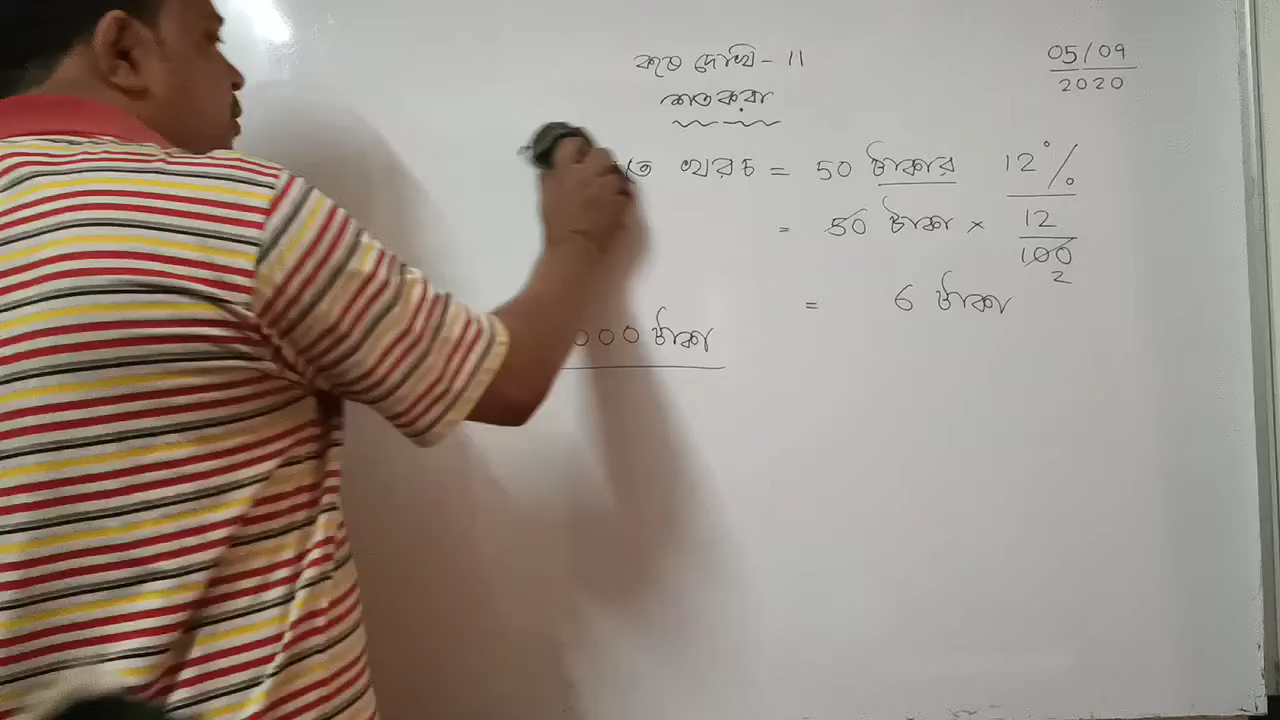 কষে দেখি - 11
05/09
2020
শতকরা
তে খরচ = 50 টাকার 12%
= 50 টাকা × 12
100
2
= 6 টাকা
000 টাকা